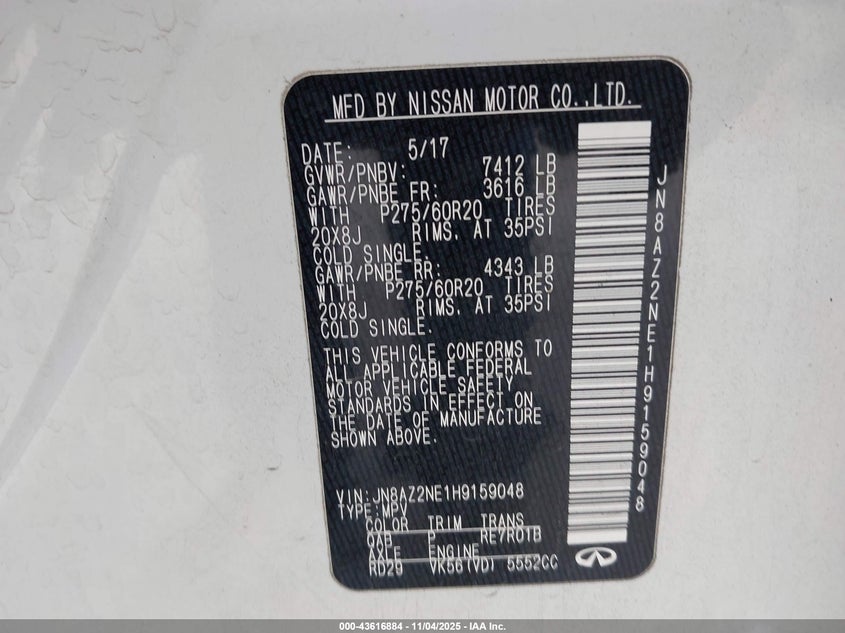 MFD BY NISSAN MOTOR CO.,LTD.
DATE: 5/17
GVWR/PNBV: 7412 LB
GAWR/PNBE FR: 3616 LB
WITH P275/60R20 TIRES
20X8J RIMS, AT 35PSI
COLD SINGLE.
GAWR/PNBE RR: 4343 LB
WITH P275/60R20 TIRES
20X8J RIMS, AT 35PSI
COLD SINGLE.
THIS VEHICLE CONFORMS TO
ALL APPLICABLE FEDERAL
MOTOR VEHICLE SAFETY
STANDARDS IN EFFECT ON
THE DATE OF MANUFACTURE
SHOWN ABOVE.
VIN:JN8AZ2NE1H9159048
TYPE:MPV
COLOR TRIM TRANS
QAB P RE7R01B
AXLE ENGINE
RD29 VK56(VD) 5552CC
JN8AZ2NE1H9159048
000-43616884 - 11/04/2025 - IAA Inc.